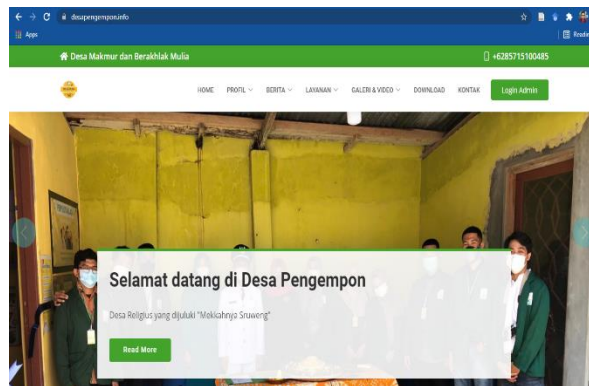 desapengempon.info
Apps
Desa Makmur dan Berakhlak Mulia
+6285715100485
HOME PROFIL BERITA LAYANAN GALERI & VIDEO DOWNLOAD KONTAK Login Admin
Selamat datang di Desa Pengempon
Desa Religius yang dijuluki "Mekkahnya Sruweng"
Read More